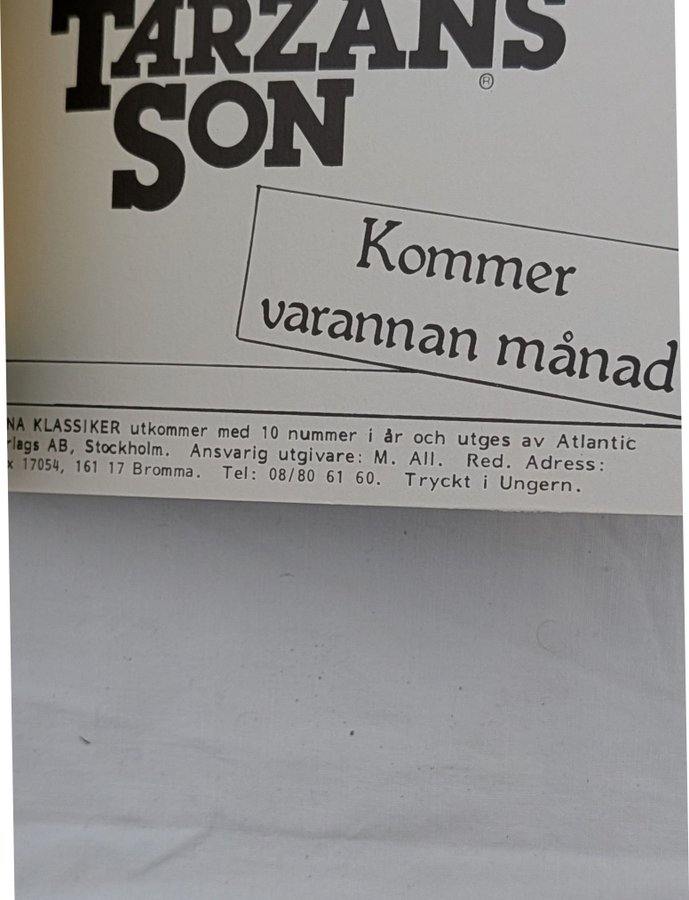 TARZANS
SON
®
Kommer
varannan månad
NA KLASSIKER utkommer med 10 nummer i år och utges av Atlantic
rlags AB, Stockholm. Ansvarig utgivare: M. All. Red. Adress:
x 17054, 161 17 Bromma. Tel: 08/80 61 60. Tryckt i Ungern.